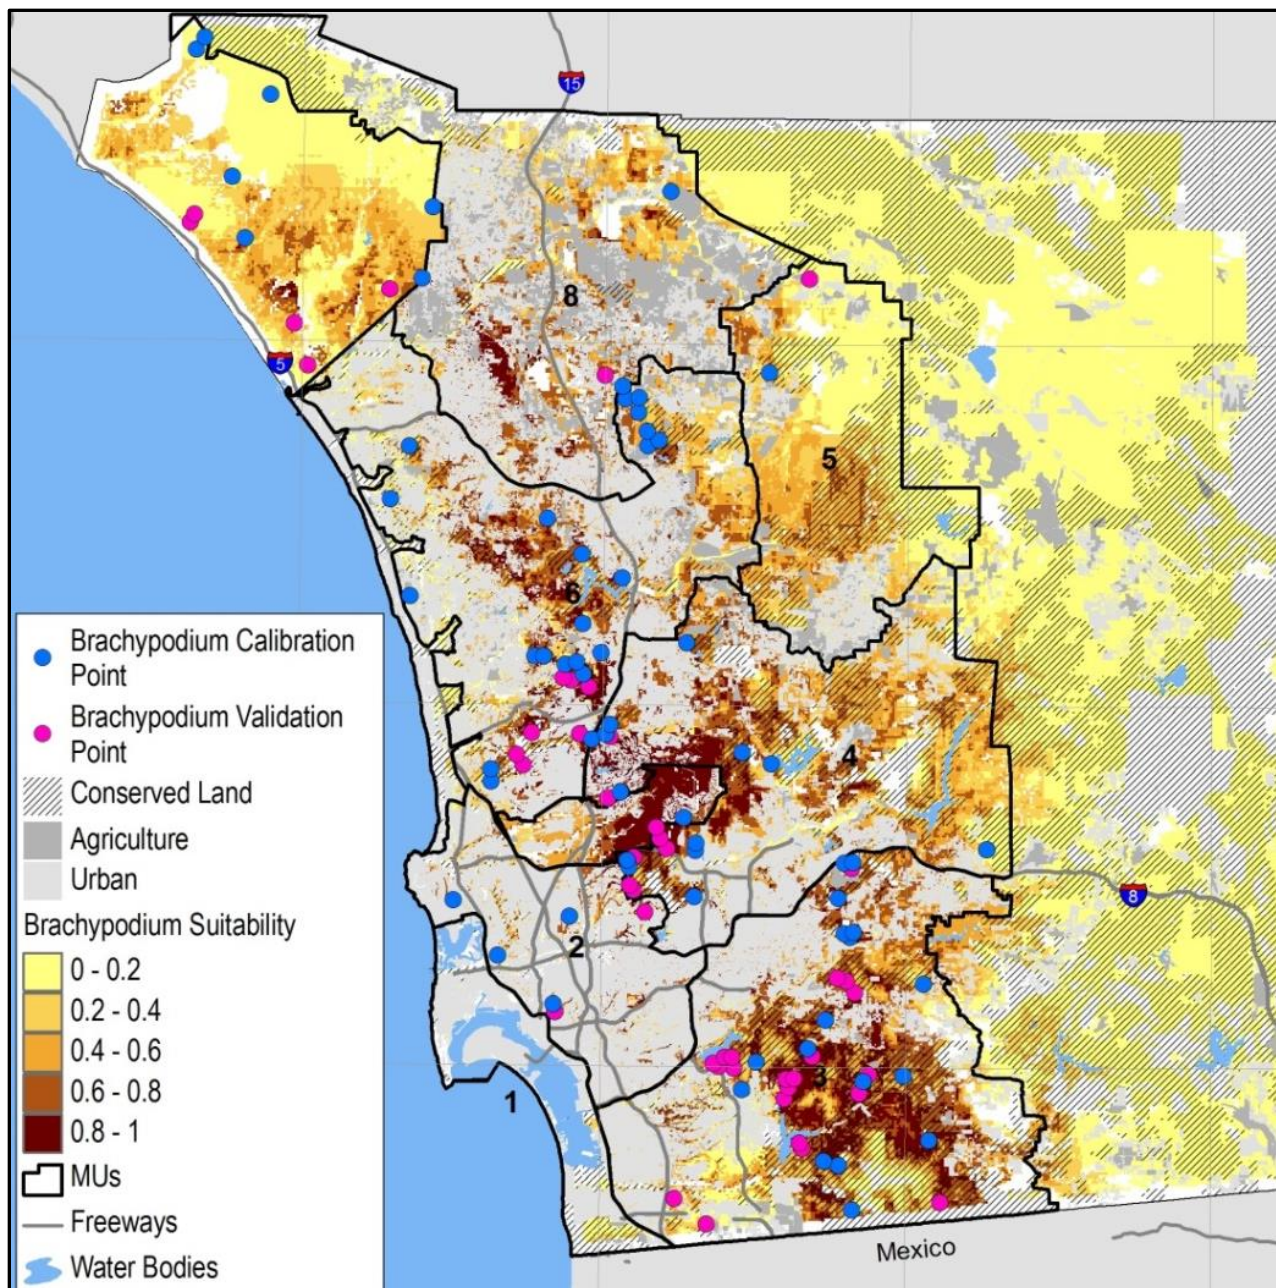 15
8
5
5
6
4
8
2
3
1
Mexico
Brachypodium Calibration
Point
Brachypodium Validation
Point
Conserved Land
Agriculture
Urban
Brachypodium Suitability
0 - 0.2
0.2 - 0.4
0.4 - 0.6
0.6 - 0.8
0.8 - 1
MUs
Freeways
Water Bodies